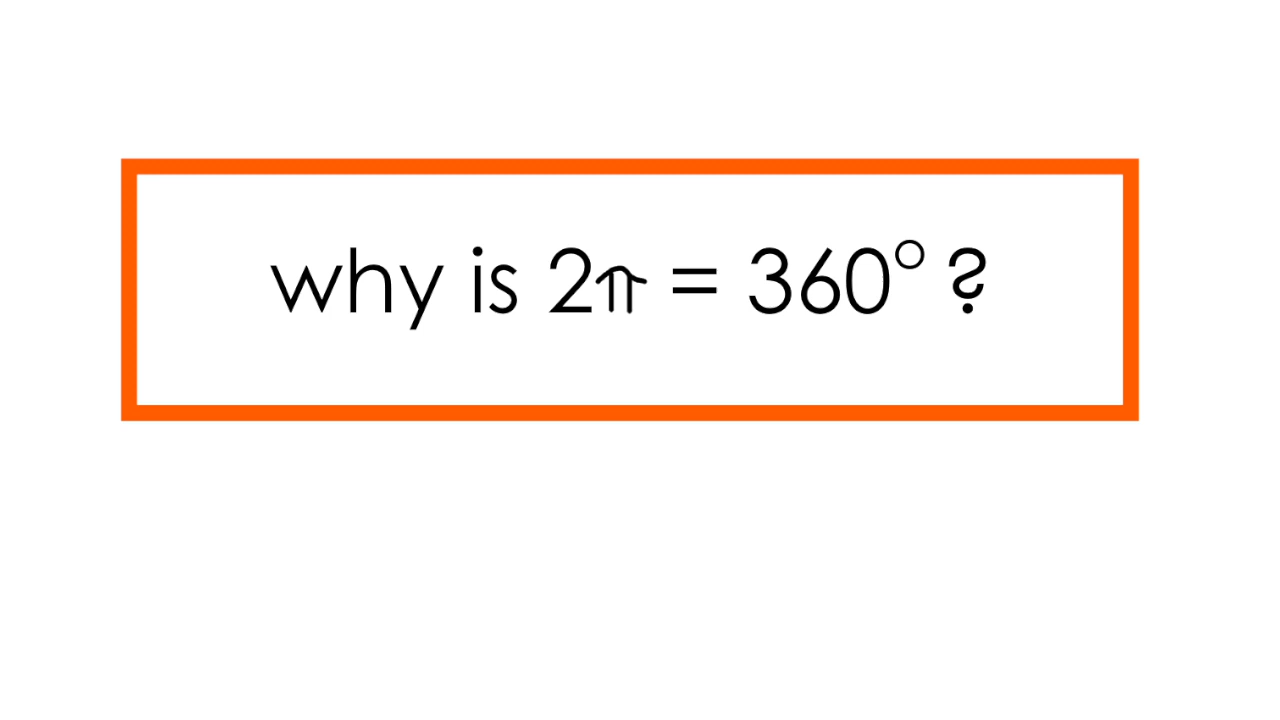 why is 2π = 360° ?